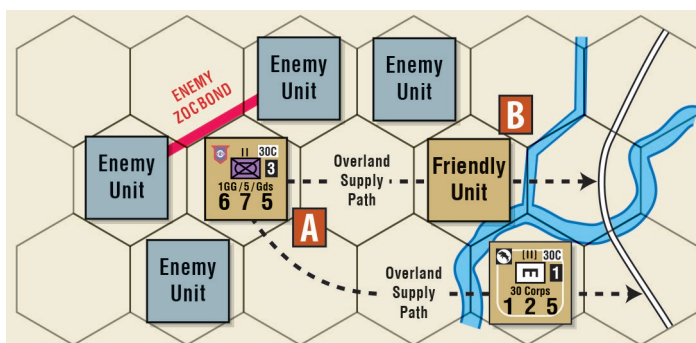 Enemy
Unit
Enemy
Unit
ENEMY
ZOC BOND
Enemy
Unit
II 30C
3
1GG / 5 / Gds
6 7 5
Overland
Supply
Path
Friendly
Unit
B
A
Enemy
Unit
Overland
Supply
Path
[II] 30C
1
30 Corps
1 2 5